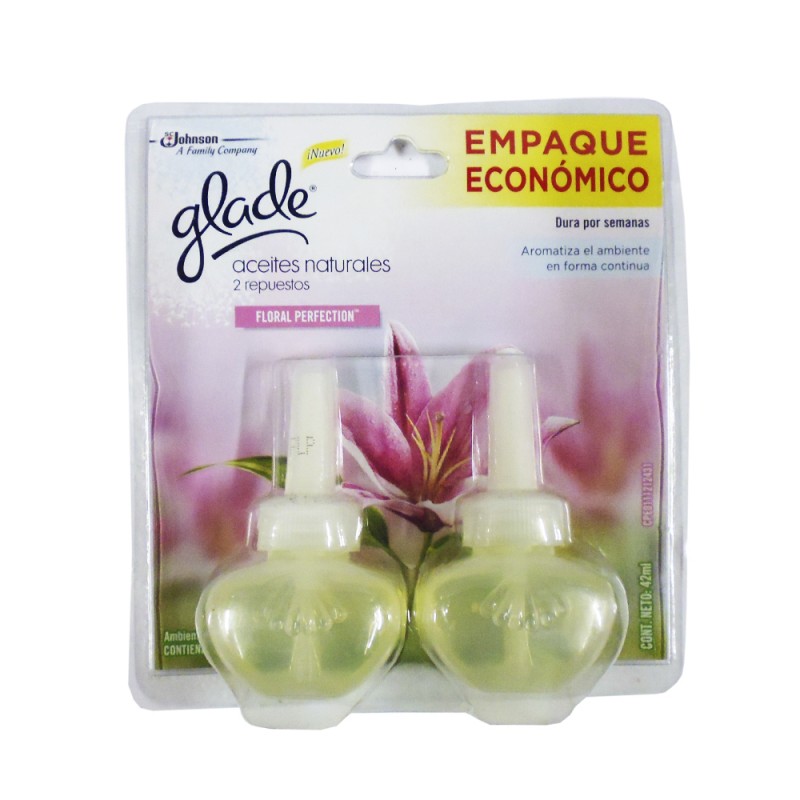 SC Johnson
A Family Company
¡Nuevo!
glade®
aceites naturales
2 repuestos
FLORAL PERFECTION™
EMPAQUE
ECONÓMICO
Dura por semanas
Aromatiza el ambiente
en forma continua
CONT. NETO: 42ml